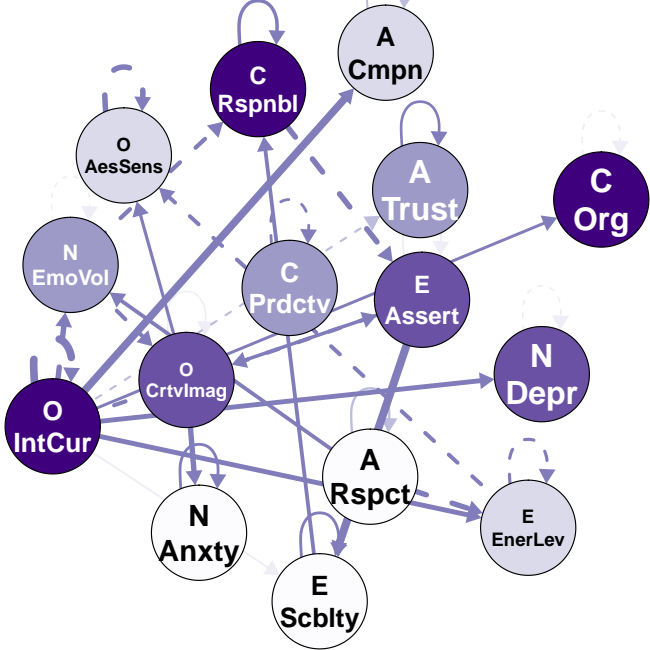 A
Cmpn
C
Rspnbl
O
AesSens
A
Trust
C
Org
N
EmoVol
C
Prdctv
E
Assert
O
CrtvImag
N
Depr
O
IntCur
A
Rspct
N
Anxty
E
EnerLev
E
Scblty